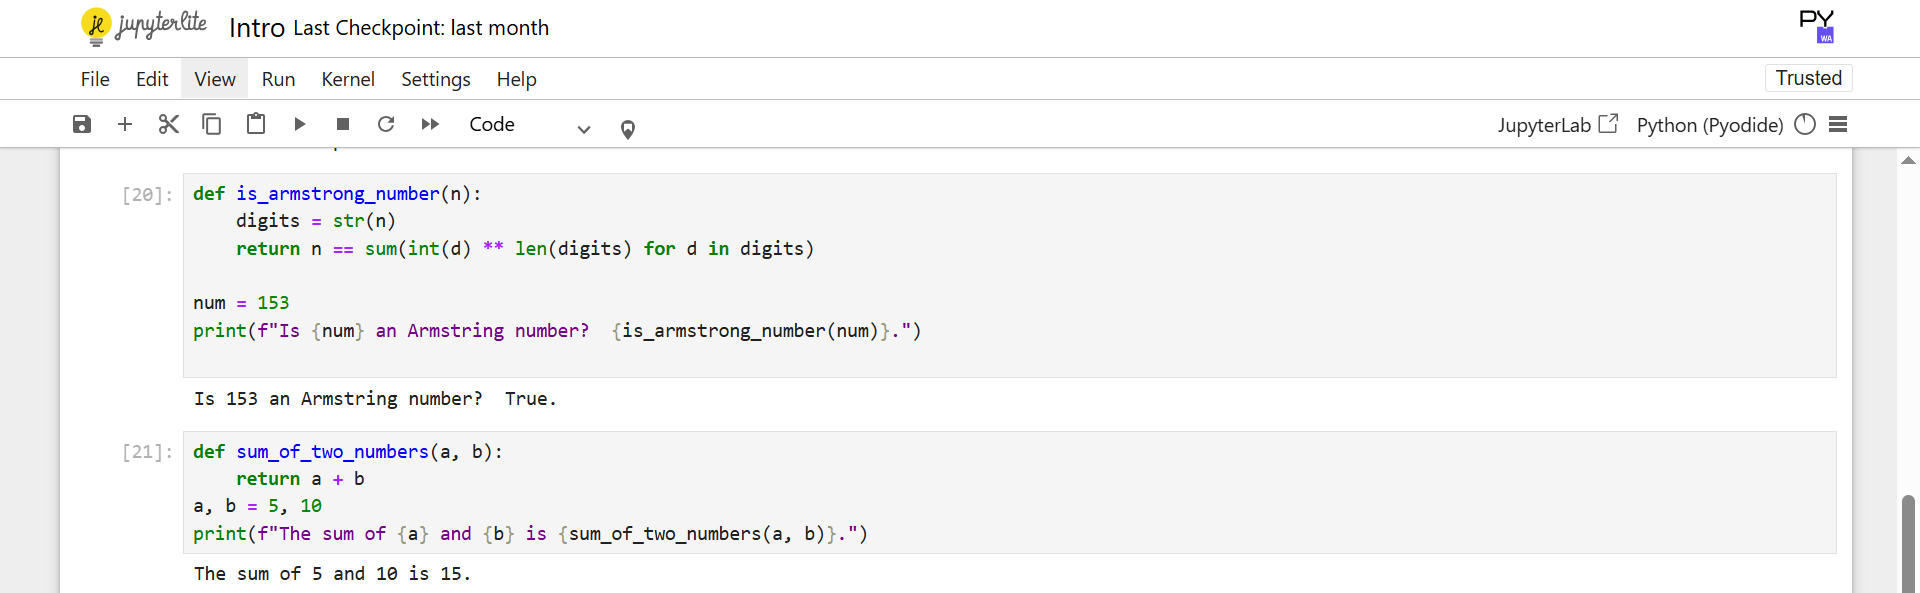 jupyterlite Intro Last Checkpoint: last month PY WA
File Edit View Run Kernel Settings Help Trusted
Code JupyterLab Python (Pyodide)
[20]: def is_armstrong_number(n):
    digits = str(n)
    return n == sum(int(d) ** len(digits) for d in digits)
num = 153
print(f"Is {num} an Armstring number?  {is_armstrong_number(num)}.")
Is 153 an Armstring number?  True.
[21]: def sum_of_two_numbers(a, b):
    return a + b
a, b = 5, 10
print(f"The sum of {a} and {b} is {sum_of_two_numbers(a, b)}.")
The sum of 5 and 10 is 15.